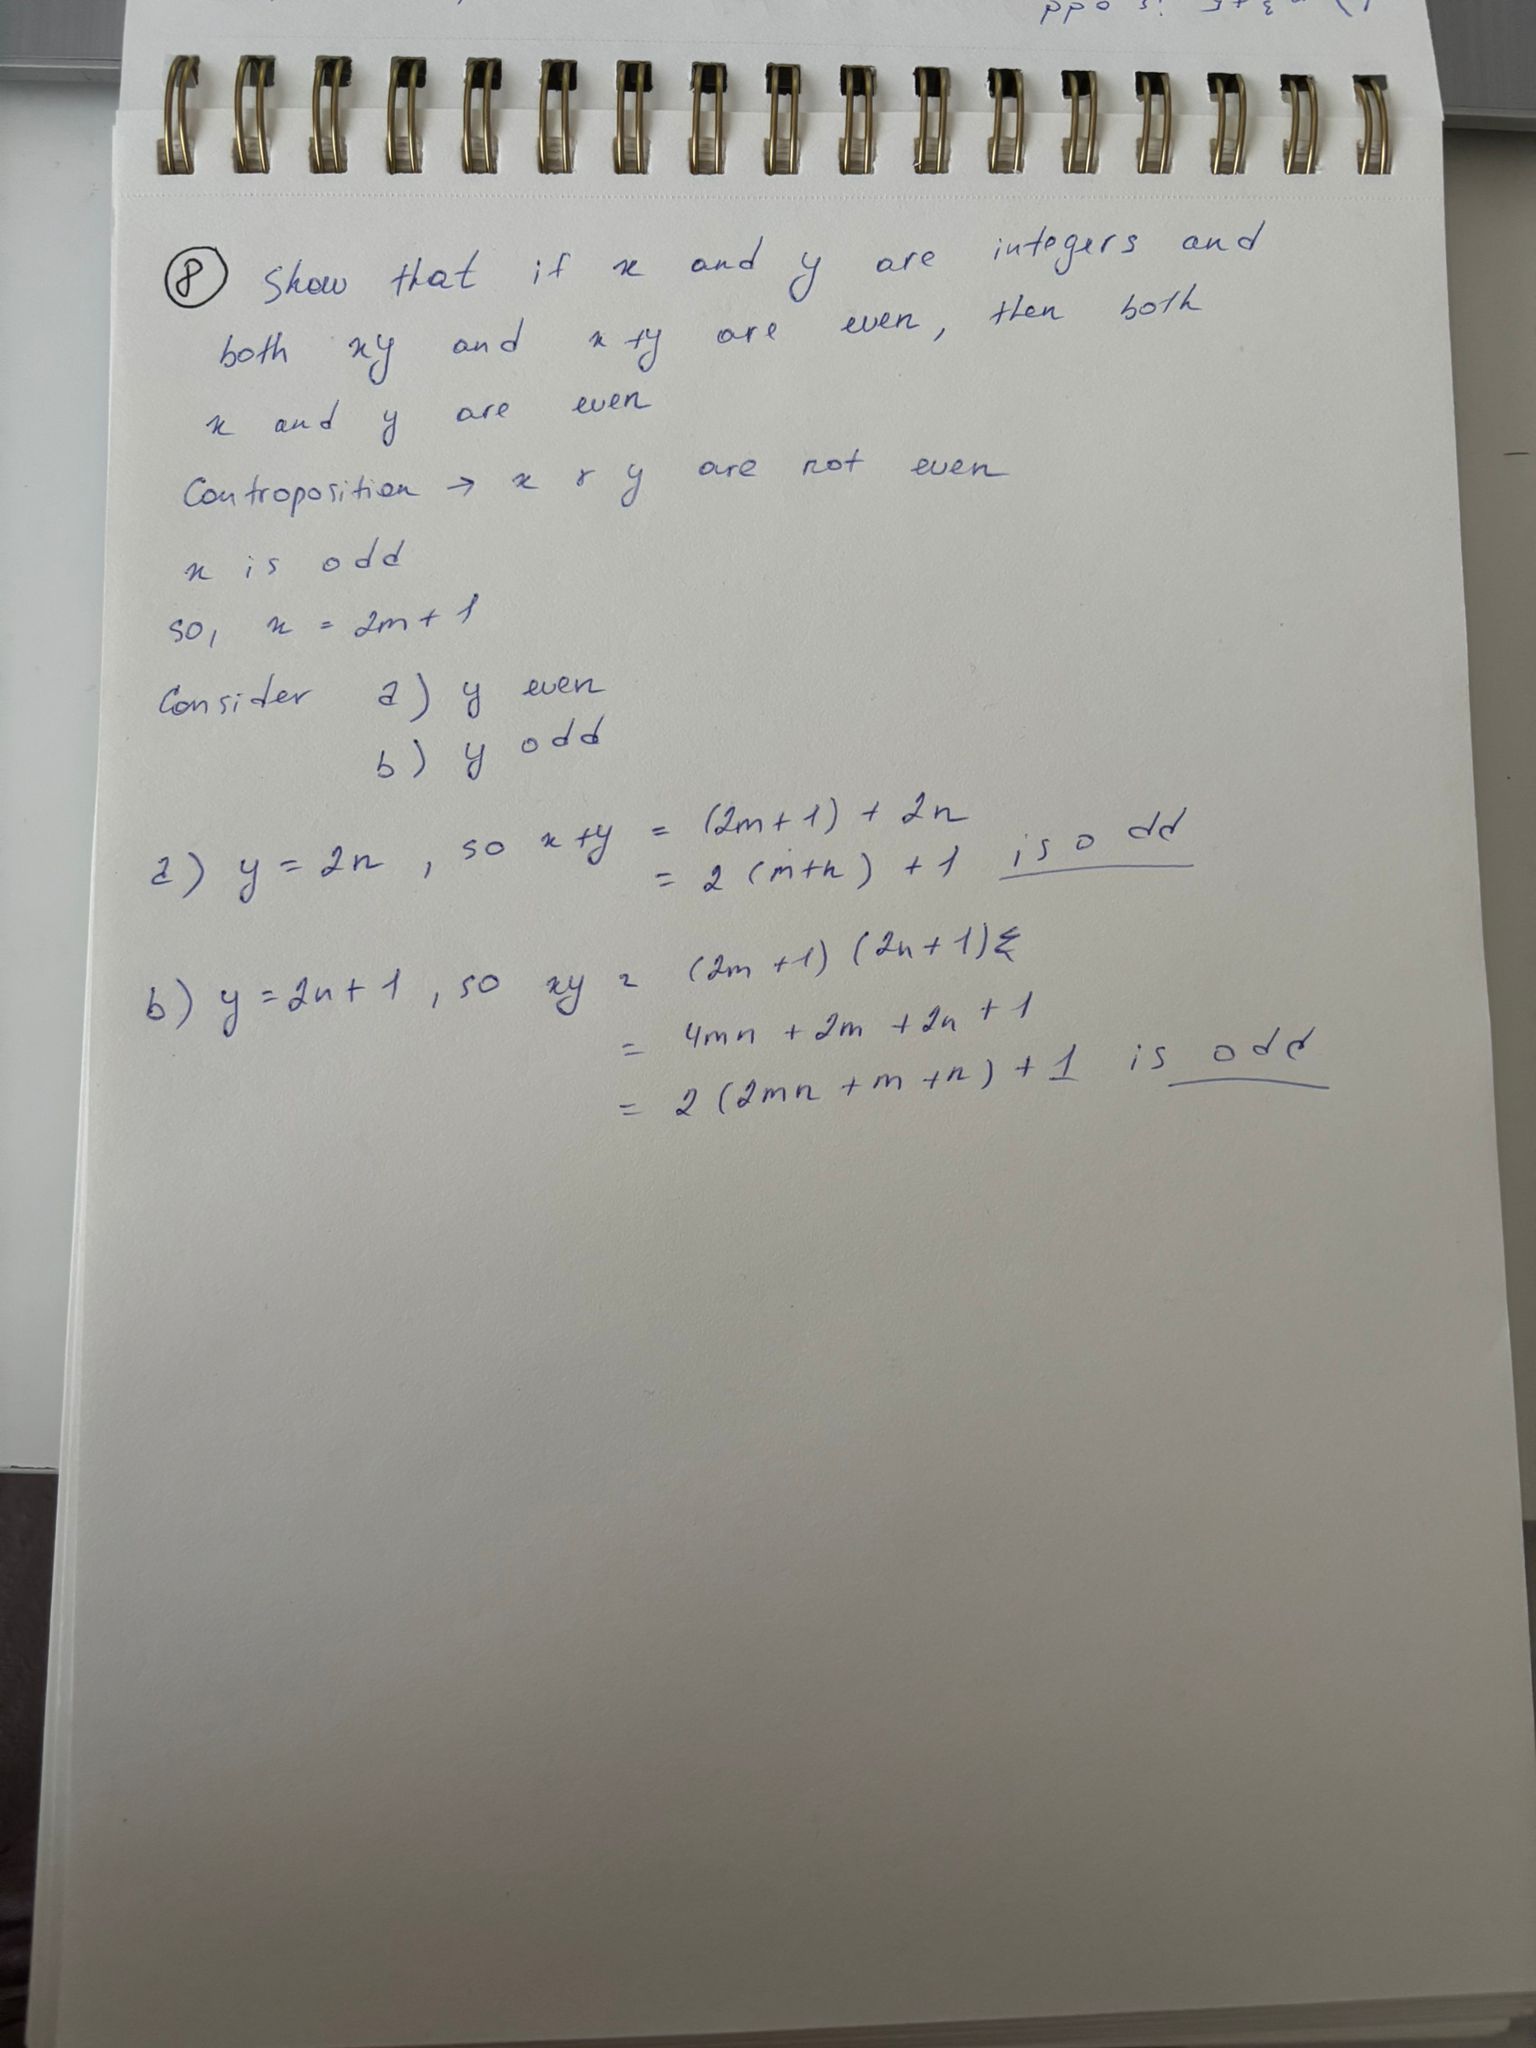 ⑧ Show that if x and y are integers and
both xy and x+y are even, then both
x and y are even
Controposition → x r y are not even
x is odd
so, x = 2m+1
Consider a) y even
b) y odd
a) y = 2n, so x+y = (2m+1) + 2n
= 2(m+n) + 1 is odd
b) y = 2n+1, so xy = (2m+1)(2n+1)
= 4mn + 2m + 2n + 1
= 2(2mn + m + n) + 1 is odd